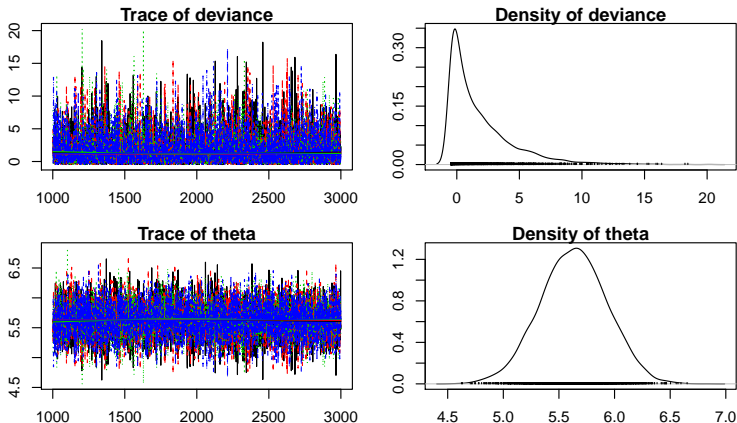 Trace of deviance
20
15
10
5
0
1000 1500 2000 2500 3000
Density of deviance
0.30
0.15
0.00
0 5 10 15 20
Trace of theta
6.5
5.5
4.5
1000 1500 2000 2500 3000
Density of theta
1.2
0.8
0.4
0.0
4.5 5.0 5.5 6.0 6.5 7.0